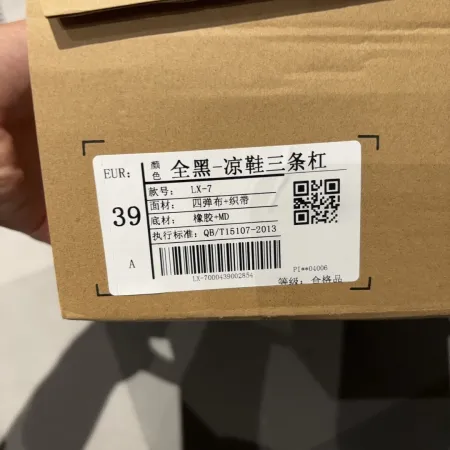 EUR:
39
A
颜色 全黑-凉鞋三条杠
款号: LX-7
面材: 四弹布+织带
底材: 橡胶+MD
执行标准: QB/T15107-2013
LX-7000439002834
PI**04006
等级: 合格品